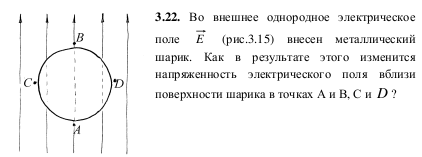 3.22. Во внешнее однородное электрическое
поле E (рис.3.15) внесен металлический
шарик. Как в результате этого изменится
напряженность электрического поля вблизи
поверхности шарика в точках А и В, С и D ?
B
C
D
A